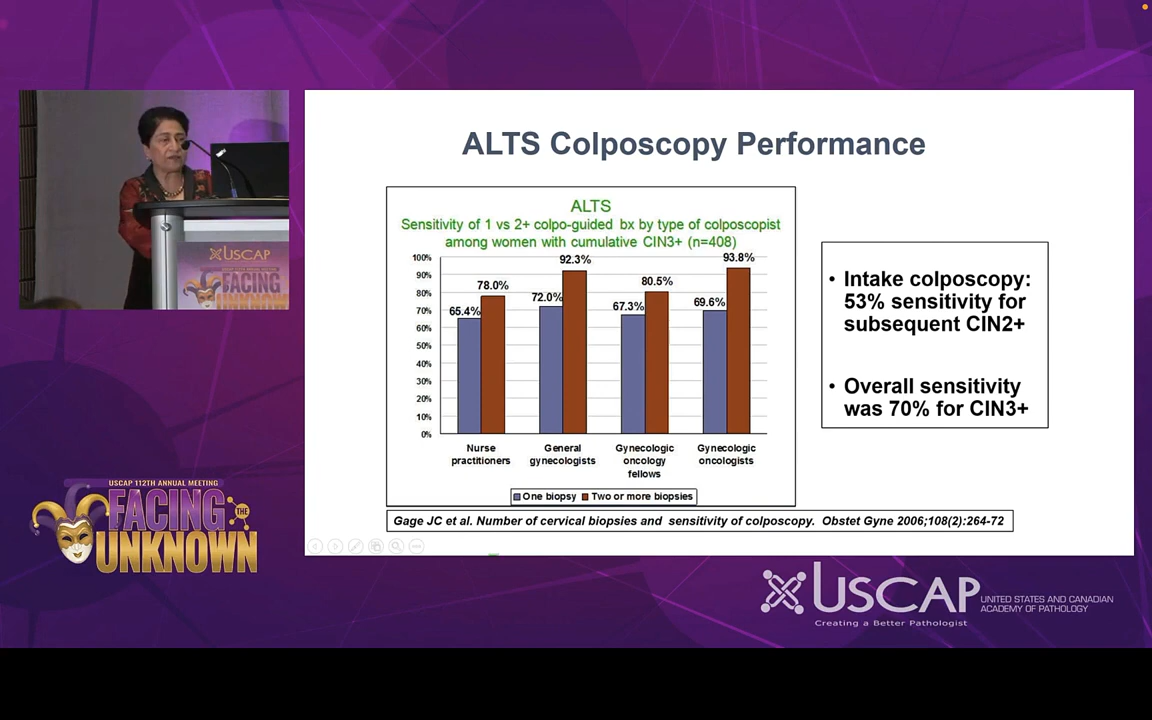 ALTS Colposcopy Performance
ALTS
Sensitivity of 1 vs 2+ colpo-guided bx by type of colposcopist
among women with cumulative CIN3+ (n=408)
100%
90%
80%
70%
60%
50%
40%
30%
20%
10%
0%
65.4%
78.0%
72.0%
92.3%
67.3%
80.5%
69.6%
93.8%
Nurse
practitioners
General
gynecologists
Gynecologic
oncology
fellows
Gynecologic
oncologists
One biopsy Two or more biopsies
• Intake colposcopy:
53% sensitivity for
subsequent CIN2+
• Overall sensitivity
was 70% for CIN3+
Gage JC et al. Number of cervical biopsies and sensitivity of colposcopy. Obstet Gyne 2006;108(2):264-72
USCAP
FACING
UNKNOWN
USCAP 112TH ANNUAL MEETING
FACING
THE
UNKNOWN
USCAP
UNITED STATES AND CANADIAN
ACADEMY OF PATHOLOGY
Creating a Better Pathologist